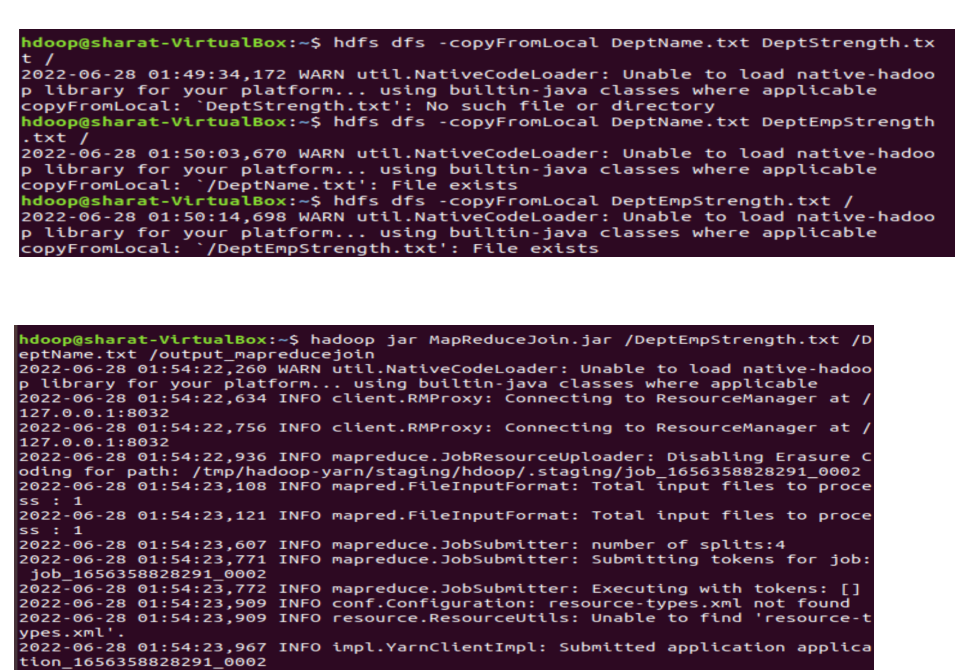 hdoop@sharat-VirtualBox:~$ hdfs dfs -copyFromLocal DeptName.txt DeptStrength.tx
t /
2022-06-28 01:49:34,172 WARN util.NativeCodeLoader: Unable to load native-hadoo
p library for your platform... using builtin-java classes where applicable
copyFromLocal: `DeptStrength.txt': No such file or directory
hdoop@sharat-VirtualBox:~$ hdfs dfs -copyFromLocal DeptName.txt DeptEmpStrength
.txt /
2022-06-28 01:50:03,670 WARN util.NativeCodeLoader: Unable to load native-hadoo
p library for your platform... using builtin-java classes where applicable
copyFromLocal: `/DeptName.txt': File exists
hdoop@sharat-VirtualBox:~$ hdfs dfs -copyFromLocal DeptEmpStrength.txt /
2022-06-28 01:50:14,698 WARN util.NativeCodeLoader: Unable to load native-hadoo
p library for your platform... using builtin-java classes where applicable
copyFromLocal: `/DeptEmpStrength.txt': File exists
hdoop@sharat-VirtualBox:~$ hadoop jar MapReduceJoin.jar /DeptEmpStrength.txt /D
eptName.txt /output_mapreducejoin
2022-06-28 01:54:22,260 WARN util.NativeCodeLoader: Unable to load native-hadoo
p library for your platform... using builtin-java classes where applicable
2022-06-28 01:54:22,634 INFO client.RMProxy: Connecting to ResourceManager at /
127.0.0.1:8032
2022-06-28 01:54:22,756 INFO client.RMProxy: Connecting to ResourceManager at /
127.0.0.1:8032
2022-06-28 01:54:22,936 INFO mapreduce.JobResourceUploader: Disabling Erasure C
oding for path: /tmp/hadoop-yarn/staging/hdoop/.staging/job_1656358828291_0002
2022-06-28 01:54:23,108 INFO mapred.FileInputFormat: Total input files to proce
ss : 1
2022-06-28 01:54:23,121 INFO mapred.FileInputFormat: Total input files to proce
ss : 1
2022-06-28 01:54:23,607 INFO mapreduce.JobSubmitter: number of splits:4
2022-06-28 01:54:23,771 INFO mapreduce.JobSubmitter: Submitting tokens for job:
 job_1656358828291_0002
2022-06-28 01:54:23,772 INFO mapreduce.JobSubmitter: Executing with tokens: []
2022-06-28 01:54:23,909 INFO conf.Configuration: resource-types.xml not found
2022-06-28 01:54:23,909 INFO resource.ResourceUtils: Unable to find 'resource-t
ypes.xml'.
2022-06-28 01:54:23,967 INFO impl.YarnClientImpl: Submitted application applica
tion_1656358828291_0002